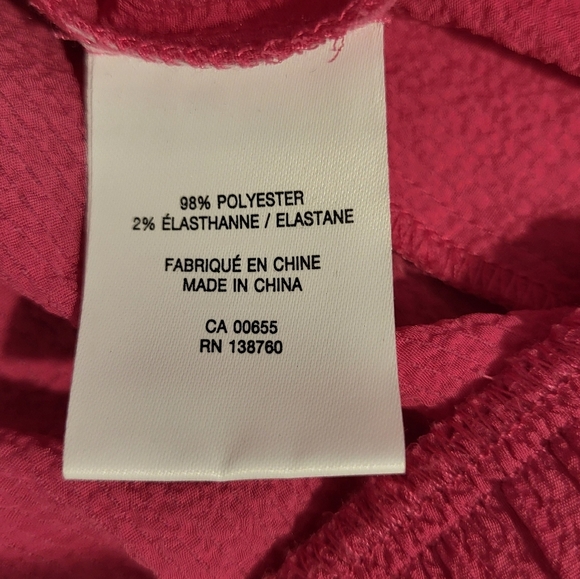 98% POLYESTER
2% ÉLASTHANNE / ELASTANE
FABRIQUÉ EN CHINE
MADE IN CHINA
CA 00655
RN 138760